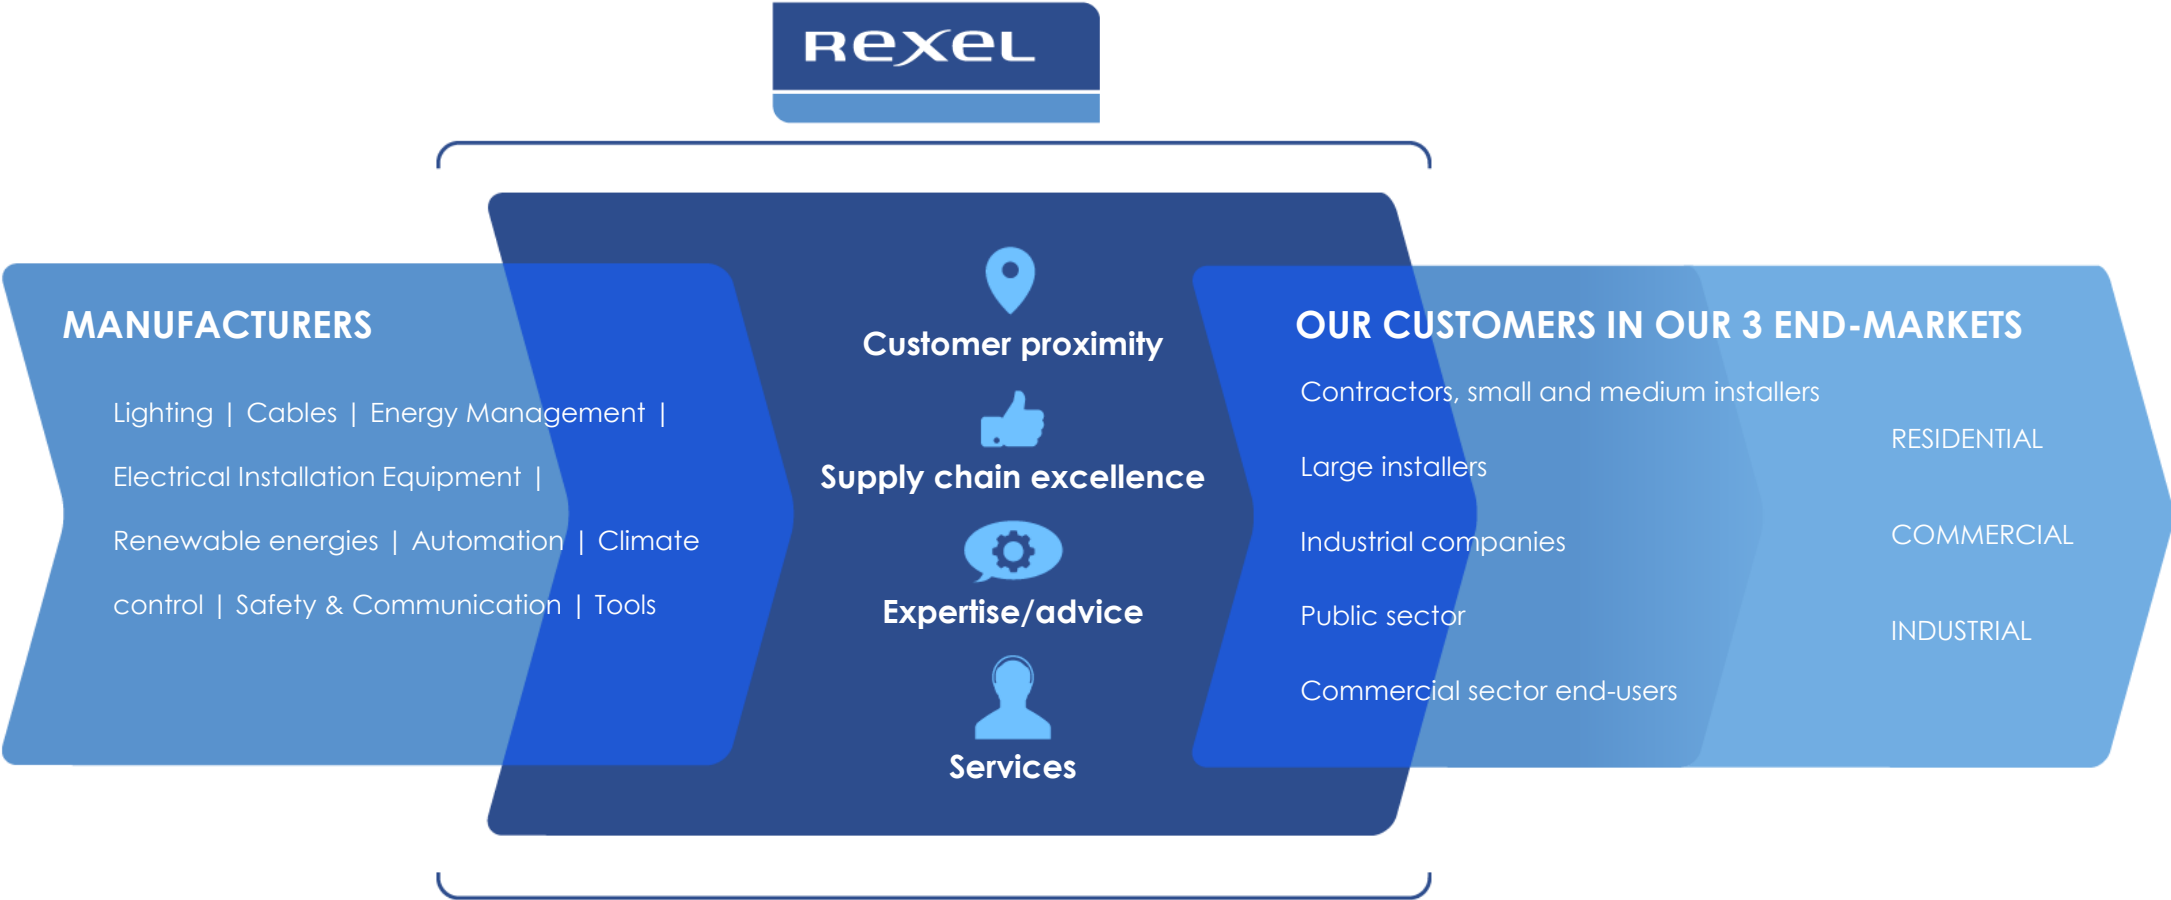 Rexel
MANUFACTURERS
Lighting | Cables | Energy Management |
Electrical Installation Equipment |
Renewable energies | Automation | Climate
control | Safety & Communication | Tools
Customer proximity
Supply chain excellence
Expertise/advice
Services
OUR CUSTOMERS IN OUR 3 END-MARKETS
Contractors, small and medium installers
Large installers
Industrial companies
Public sector
Commercial sector end-users
RESIDENTIAL
COMMERCIAL
INDUSTRIAL